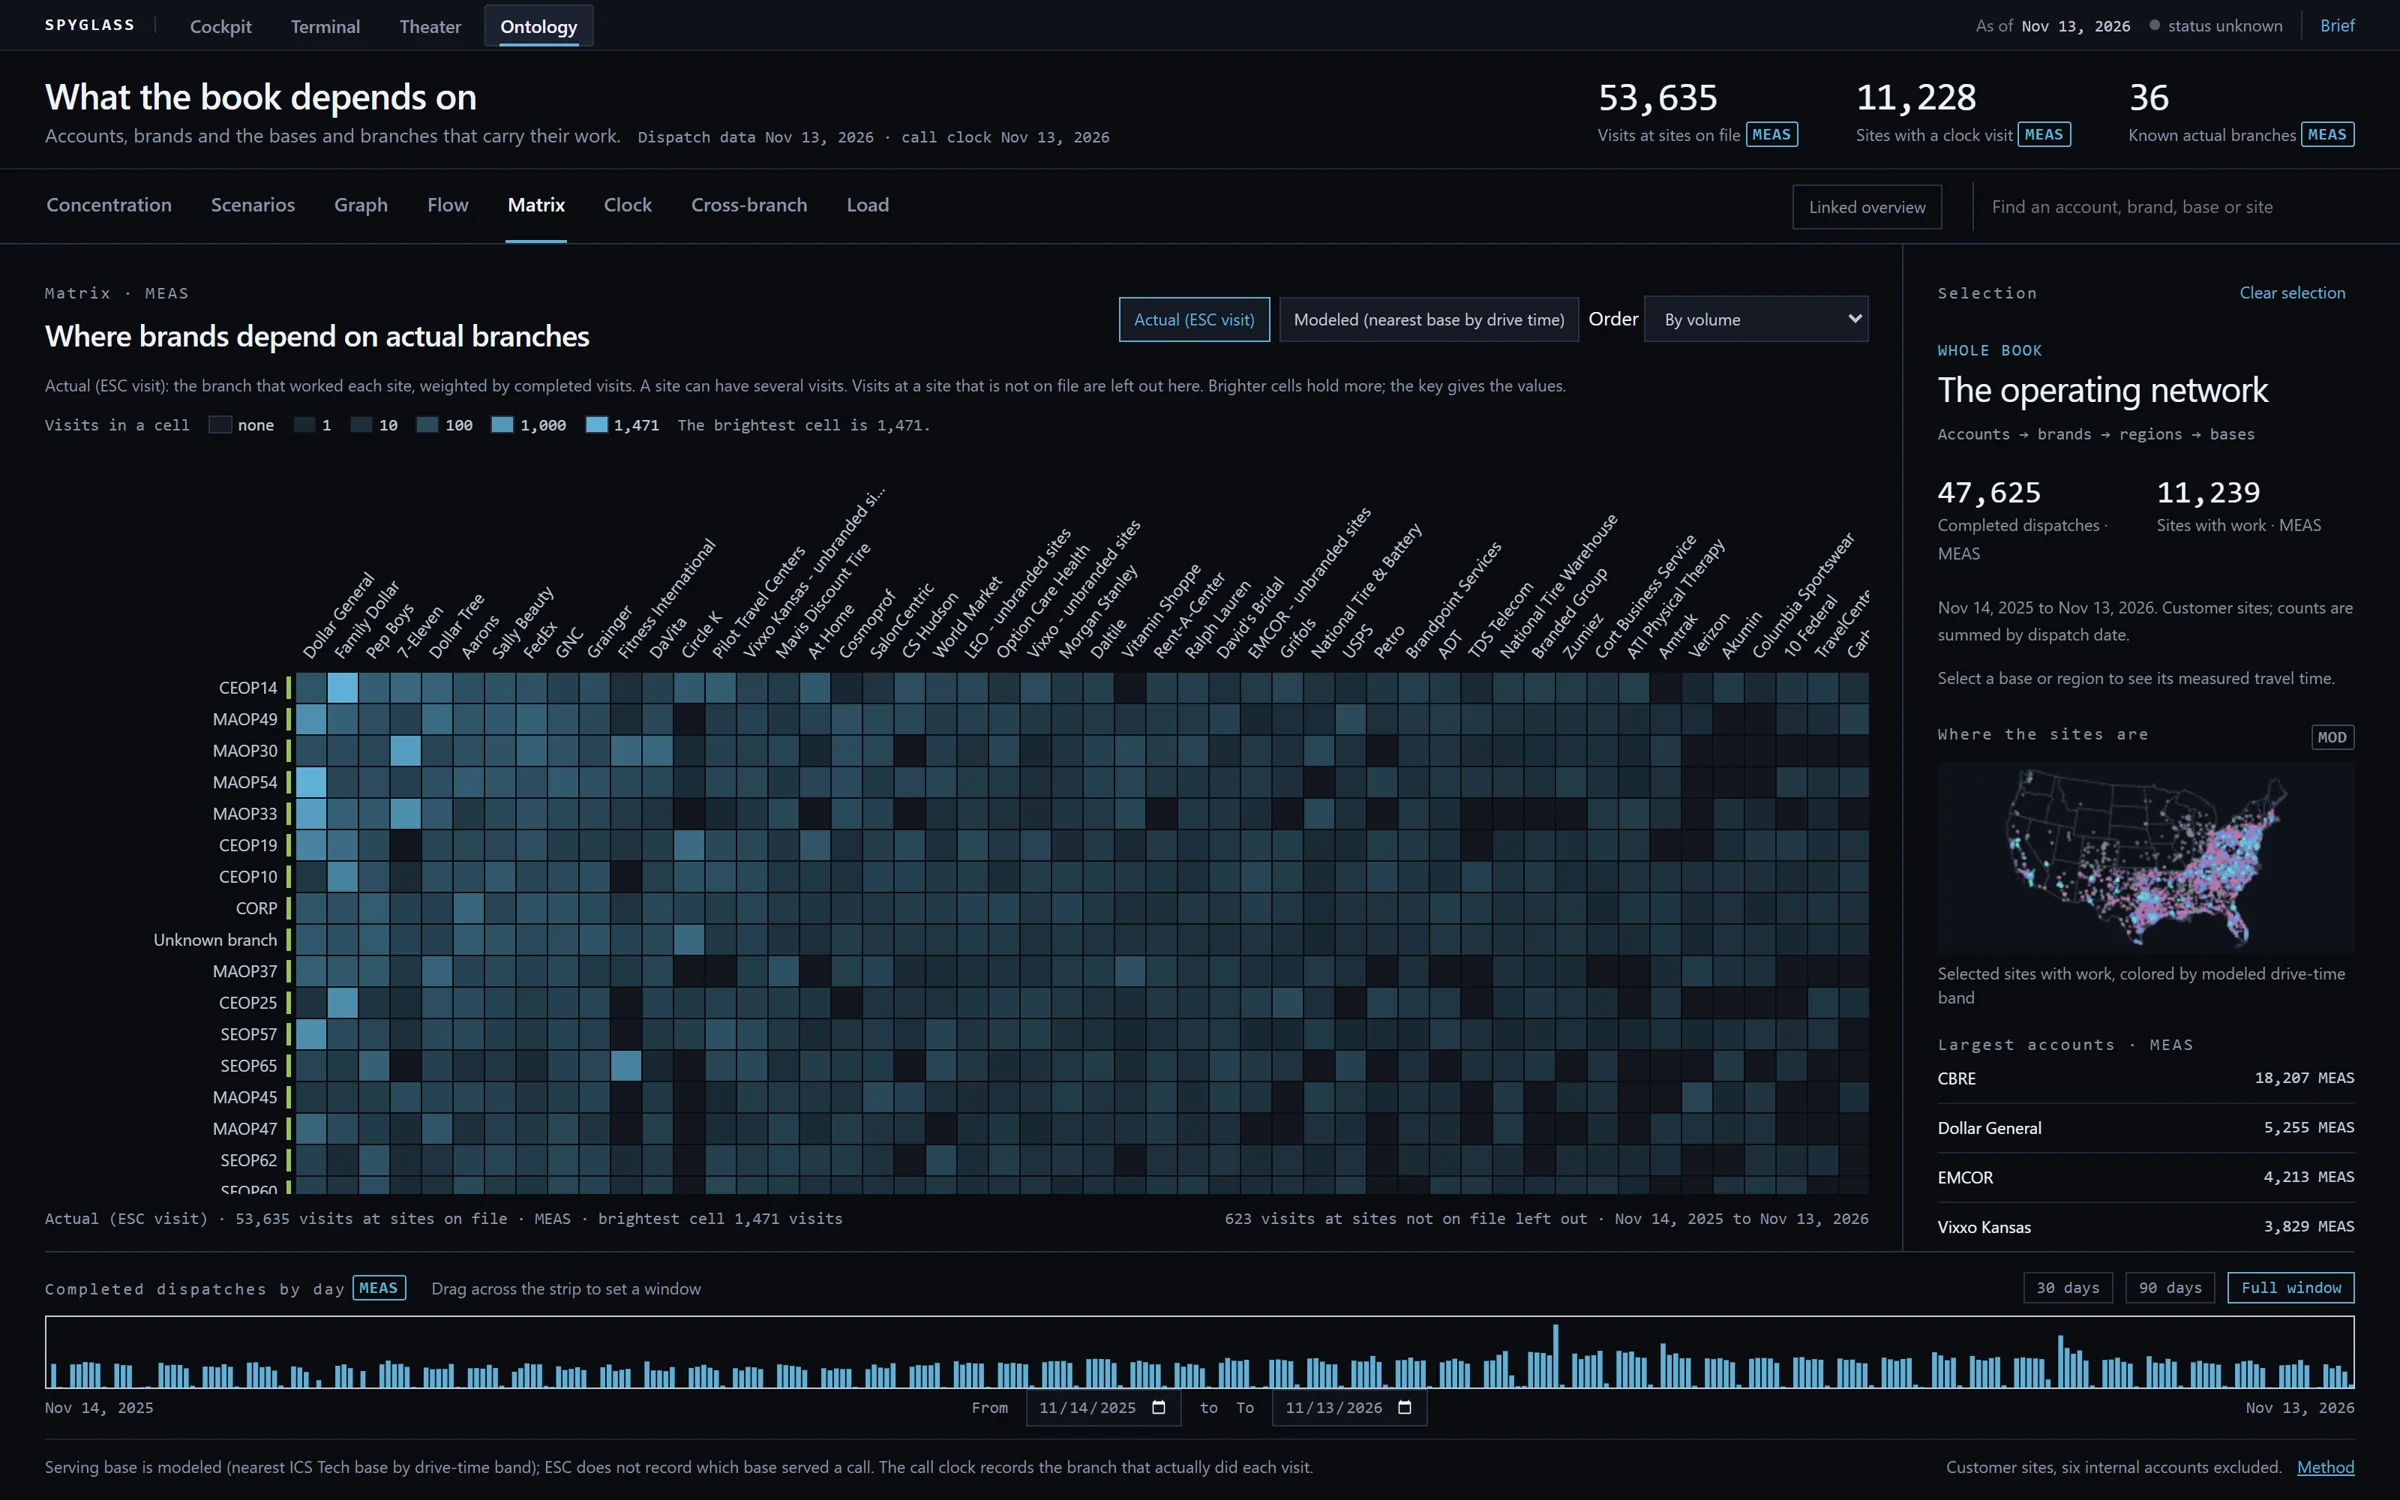 SPYGLASS
Cockpit
Terminal
Theater
Ontology
As of Nov 13, 2026
status unknown
Brief
What the book depends on
Accounts, brands and the bases and branches that carry their work. Dispatch data Nov 13, 2026 · call clock Nov 13, 2026
53,635
Visits at sites on file MEAS
11,228
Sites with a clock visit MEAS
36
Known actual branches MEAS
Concentration
Scenarios
Graph
Flow
Matrix
Clock
Cross-branch
Load
Linked overview
Find an account, brand, base or site
Matrix · MEAS
Where brands depend on actual branches
Actual (ESC visit)
Modeled (nearest base by drive time)
Order
By volume
Actual (ESC visit): the branch that worked each site, weighted by completed visits. A site can have several visits. Visits at a site that is not on file are left out here. Brighter cells hold more; the key gives the values.
Visits in a cell none 1 10 100 1,000 1,471 The brightest cell is 1,471.
Dollar General
Family Dollar
Pep Boys
7-Eleven
Dollar Tree
Aarons
Sally Beauty
FedEx
GNC
Grainger
Fitness International
DaVita
Circle K
Pilot Travel Centers
Vixxo Kansas - unbranded si...
Mavis Discount Tire
At Home
Cosmoprof
SalonCentric
CS Hudson
World Market
LEO - unbranded sites
Option Care Health
Vixxo - unbranded sites
Morgan Stanley
Daltile
Vitamin Shoppe
Rent-A-Center
Ralph Lauren
David's Bridal
EMCOR - unbranded sites
Grifols
National Tire & Battery
USPS
Petro
Brandpoint Services
ADT
TDS Telecom
National Tire Warehouse
Branded Group
Zumiez
Cort Business Service
ATI Physical Therapy
Amtrak
Verizon
Akumin
Columbia Sportswear
10 Federal
TravelCente
CEOP14
MAOP49
MAOP30
MAOP54
MAOP33
CEOP19
CEOP10
CORP
Unknown branch
MAOP37
CEOP25
SEOP57
SEOP65
MAOP45
MAOP47
SEOP62
SEOP60
Actual (ESC visit) · 53,635 visits at sites on file · MEAS · brightest cell 1,471 visits
623 visits at sites not on file left out · Nov 14, 2025 to Nov 13, 2026
Selection
Clear selection
WHOLE BOOK
The operating network
Accounts → brands → regions → bases
47,625
Completed dispatches ·
MEAS
11,239
Sites with work · MEAS
Nov 14, 2025 to Nov 13, 2026. Customer sites; counts are
summed by dispatch date.
Select a base or region to see its measured travel time.
Where the sites are
MOD
Selected sites with work, colored by modeled drive-time
band
Largest accounts · MEAS
CBRE 18,207 MEAS
Dollar General 5,255 MEAS
EMCOR 4,213 MEAS
Vixxo Kansas 3,829 MEAS
Completed dispatches by day MEAS
Drag across the strip to set a window
30 days
90 days
Full window
Nov 14, 2025
From 11/14/2025 to To 11/13/2026
Nov 13, 2026
Serving base is modeled (nearest ICS Tech base by drive-time band); ESC does not record which base served a call. The call clock records the branch that actually did each visit.
Customer sites, six internal accounts excluded. Method